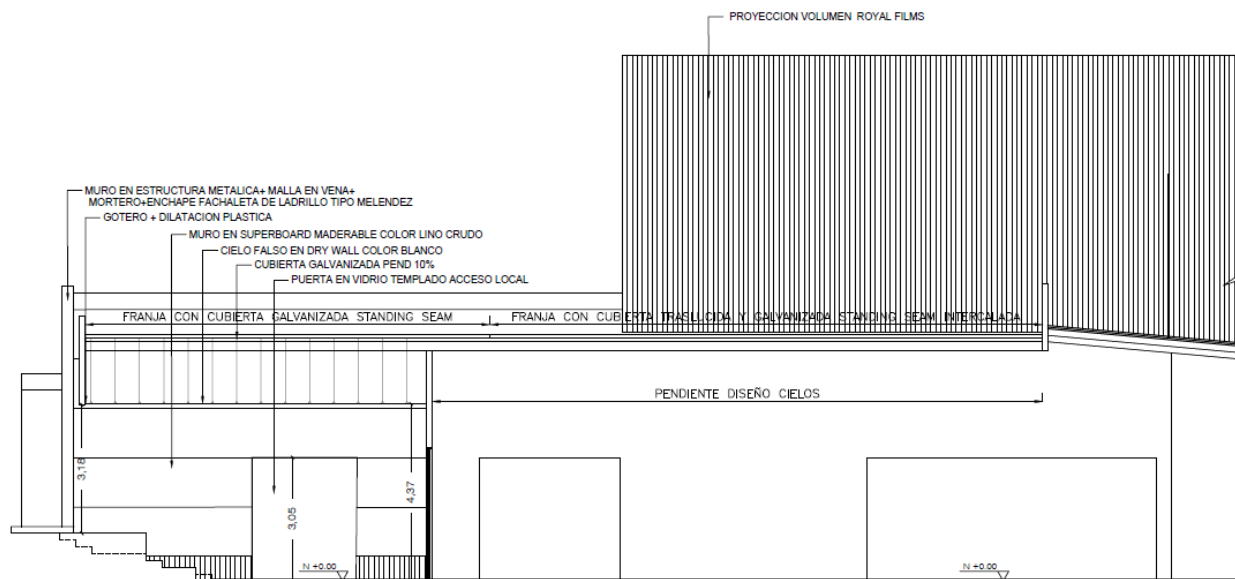 PROYECCION VOLUMEN ROYAL FILMS
MURO EN ESTRUCTURA METALICA+ MALLA EN VENA+
MORTERO+ENCHAPE FACHALETA DE LADRILLO TIPO MELENDEZ
GOTERO + DILATACION PLASTICA
MURO EN SUPERBOARD MADERABLE COLOR LINO CRUDO
CIELO FALSO EN DRY WALL COLOR BLANCO
CUBIERTA GALVANIZADA PEND 10%
PUERTA EN VIDRIO TEMPLADO ACCESO LOCAL
FRANJA CON CUBIERTA GALVANIZADA STANDING SEAM
FRANJA CON CUBIERTA TRASLUCIDA Y GALVANIZADA STANDING SEAM INTERCALADA
PENDIENTE DISEÑO CIELOS
3,18
4,37
3,05
N +0.00
N +0.00